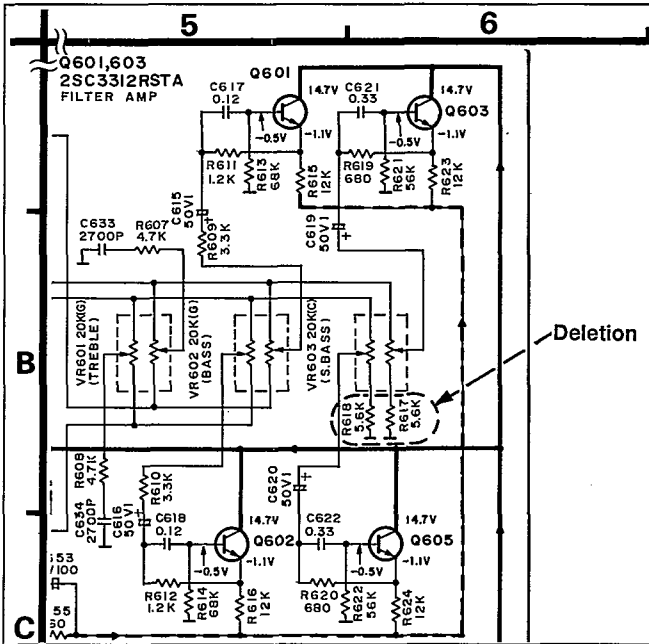 5
6
Q601,603
2SC3312RSTA
FILTER AMP
Q601
C617
0.12
14.7V
-0.5V
-1.1V
R611
1.2K
R613
68K
R615
12K
C621
0.33
14.7V
Q603
-0.5V
-1.1V
R619
680
R621
56K
R623
12K
C615
50V1
+
R609
3.3K
C619
50V1
+
C633
2700P
R607
4.7K
VR601 20K(G)
(TREBLE)
VR602 20K(G)
(BASS)
VR603 20K(C)
(S.BASS)
B
Deletion
R618
5.6K
R617
5.6K
R608
4.7K
C634
2700P
C616
50V1
+
R610
3.3K
C618
0.12
14.7V
Q602
-0.5V
-1.1V
R612
1.2K
R614
68K
R616
12K
C620
50V1
+
C622
0.33
14.7V
Q605
-0.5V
-1.1V
R620
680
R622
56K
R624
12K
C